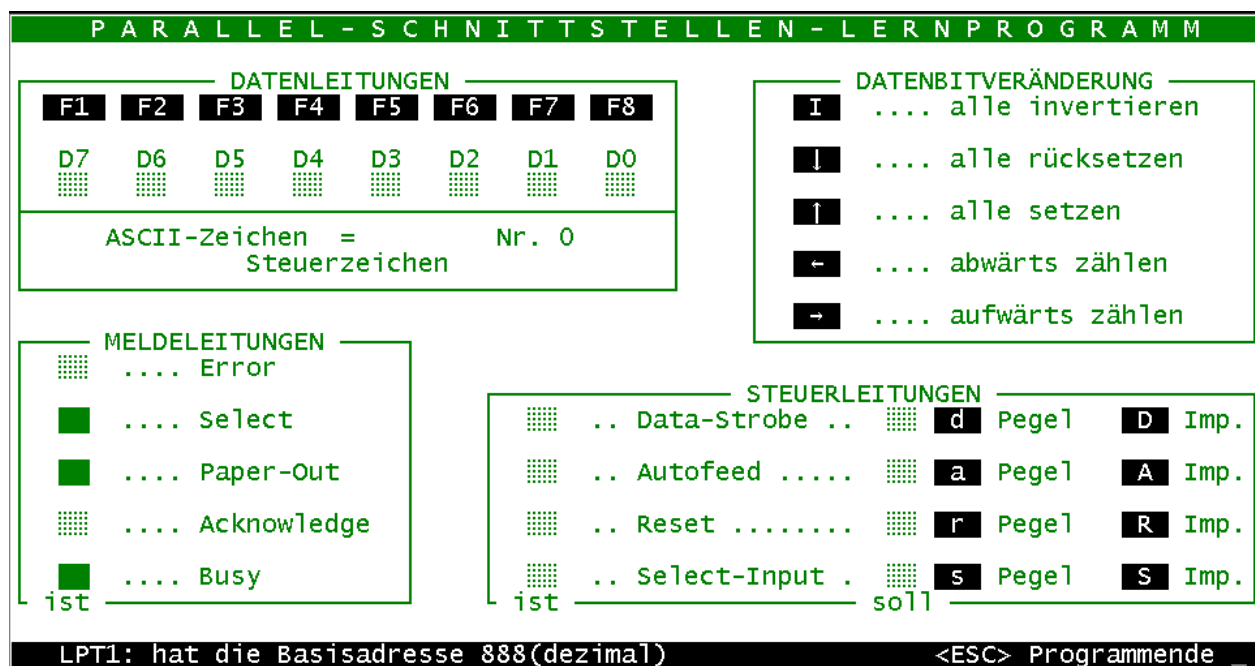 PARALLEL-SCHNITTSTELLEN-LERNPROGRAMM
DATENLEITUNGEN
F1 F2 F3 F4 F5 F6 F7 F8
D7 D6 D5 D4 D3 D2 D1 D0
ASCII-Zeichen = Nr. 0
Steuerzeichen
DATENBITVERÄNDERUNG
I .... alle invertieren
↓ .... alle rücksetzen
↑ .... alle setzen
← .... abwärts zählen
→ .... aufwärts zählen
MELDELEITUNGEN
.... Error
.... Select
.... Paper-Out
.... Acknowledge
.... Busy
ist
STEUERLEITUNGEN
.. Data-Strobe .. d Pegel D Imp.
.. Autofeed ..... a Pegel A Imp.
.. Reset ........ r Pegel R Imp.
.. Select-Input . s Pegel S Imp.
ist soll
LPT1: hat die Basisadresse 888(dezimal) <ESC> Programmende _